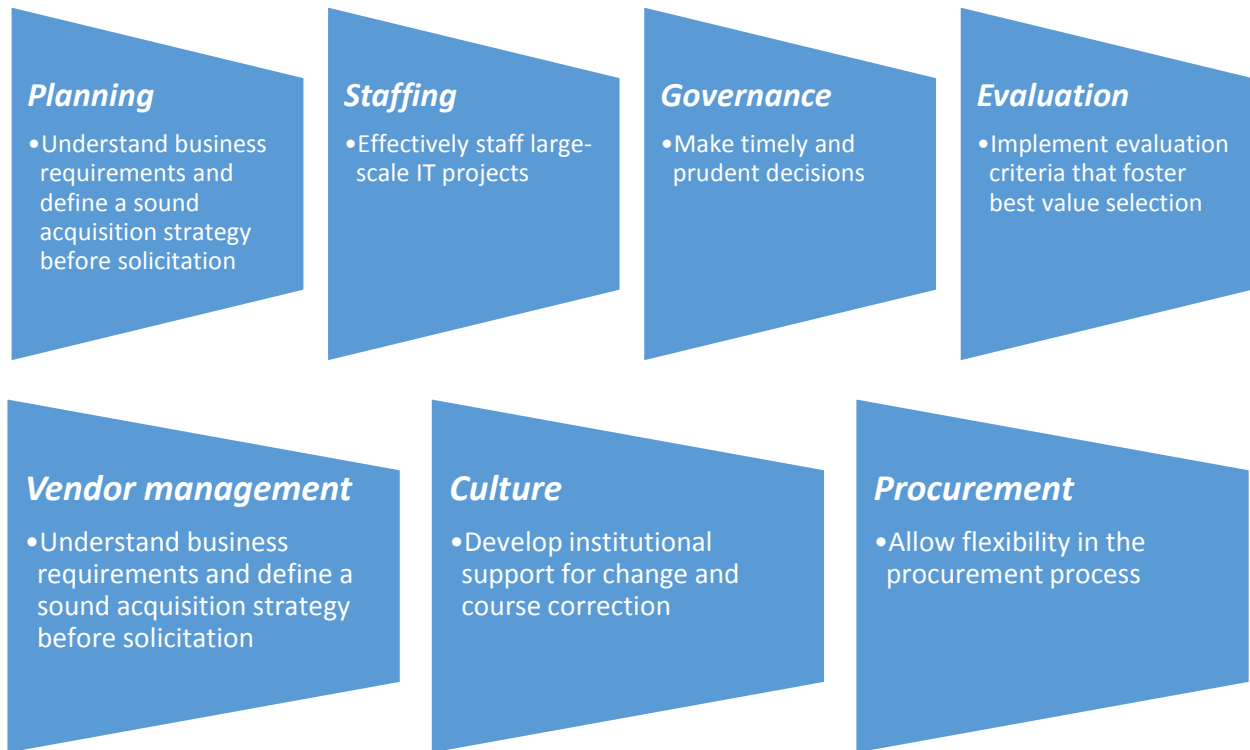 Planning
•Understand business
requirements and
define a sound
acquisition strategy
before solicitation
Staffing
•Effectively staff large-
scale IT projects
Governance
•Make timely and
prudent decisions
Evaluation
•Implement evaluation
criteria that foster
best value selection
Vendor management
•Understand business
requirements and define a
sound acquisition strategy
before solicitation
Culture
•Develop institutional
support for change and
course correction
Procurement
•Allow flexibility in the
procurement process